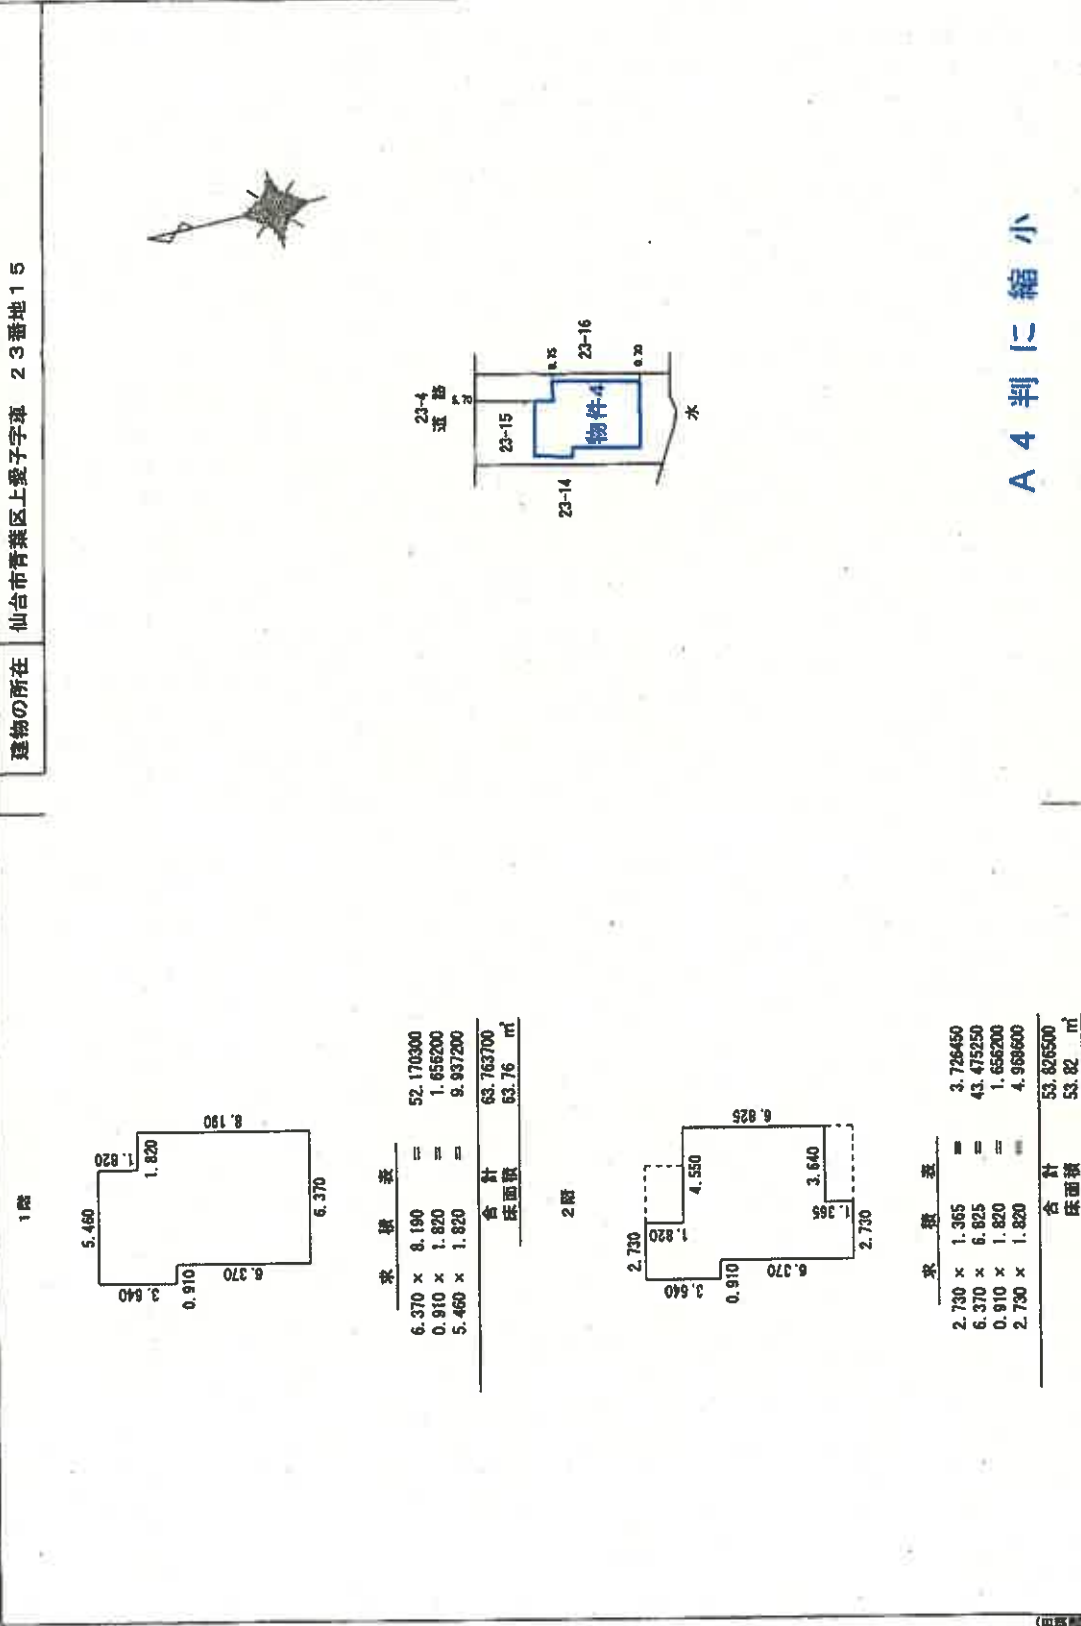 建物の所在 仙台市青葉区上愛子字車 23番地15
1階
5.460
1.820
1.820
8.190
3.640
0.910
6.370
6.370
求 積 表
6.370 × 8.190 = 52.170300
0.910 × 1.820 = 1.656200
5.460 × 1.820 = 9.937200
合 計 63.763700
床面積 63.76 ㎡
2階
2.730
1.820
4.550
6.825
3.640
0.910
6.370
3.640
1.365
2.730
求 積 表
2.730 × 1.365 = 3.726450
6.370 × 6.825 = 43.475250
0.910 × 1.820 = 1.656200
2.730 × 1.820 = 4.968600
合 計 53.826500
床面積 53.82 ㎡
23-4
道 路
23-15
0.75
23-16
物件4
0.70
23-14
水
A4判に縮小